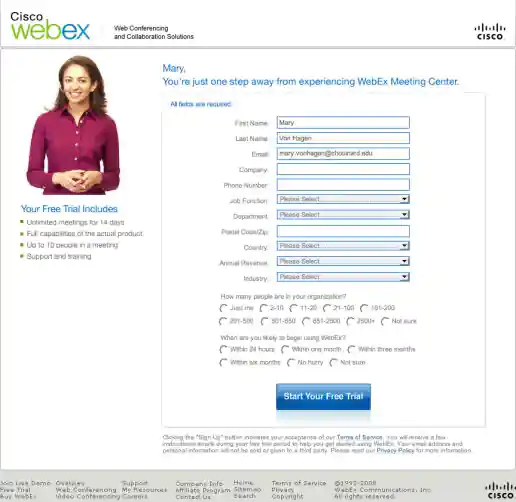 Cisco
webex
Web Conferencing
and Collaboration Solutions
CISCO
Mary,
You're just one step away from experiencing WebEx Meeting Center.
All fields are required.
First Name: Mary
Last Name: Von Hagen
Email:
Company:
Phone Number:
Job Function: Please Select...
Department: Please Select...
Postal Code/Zip:
Country: Please Select...
Annual Revenue: Please Select...
Industry: Please Select...
Your Free Trial Includes
Unlimited meetings for 14 days
Full capabilities of the actual product
Up to 10 people in a meeting
Support and training
How many people are in your organization?
Just me 2-10 11-20 21-100 101-200
201-500 501-650 651-2500 2500+ Not sure
When are you likely to begin using WebEx?
Within 24 hours Within one month Within three months
Within six months No hurry Not sure
Start Your Free Trial
Clicking the "Sign Up" button indicates your acceptance of our Terms of Service. You will receive a few
instructional emails during your free trial period to help you get started using WebEx. Your email address and
personal information will not be sold or given to a third party. Please read our Privacy Policy for more information.
Join Live Demo Overview Support Company Info Home Terms of Service ©1995-2008
Free Trial Web Conferencing My Resources Affiliate Program Sitemap Privacy WebEx Communications, Inc.
Buy WebEx Video Conferencing Careers Contact Us Search Copyright All rights reserved.
CISCO